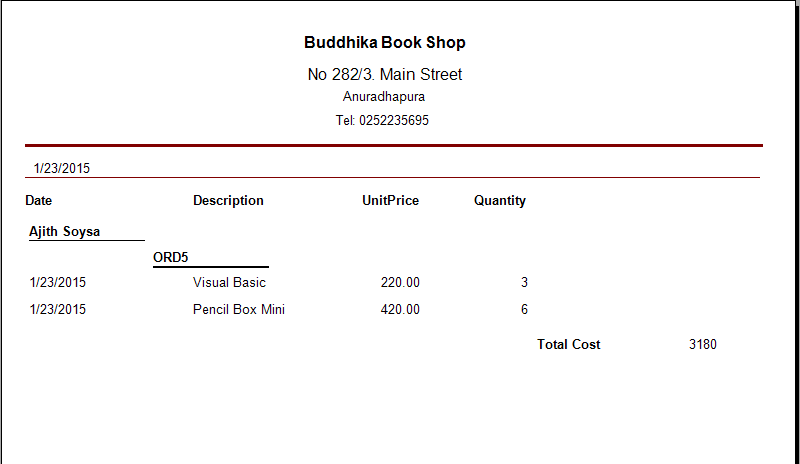 Buddhika Book Shop
No 282/3. Main Street
Anuradhapura
Tel: 0252235695
1/23/2015
Date Description UnitPrice Quantity
Ajith Soysa
ORD5
1/23/2015 Visual Basic 220.00 3
1/23/2015 Pencil Box Mini 420.00 6
Total Cost 3180